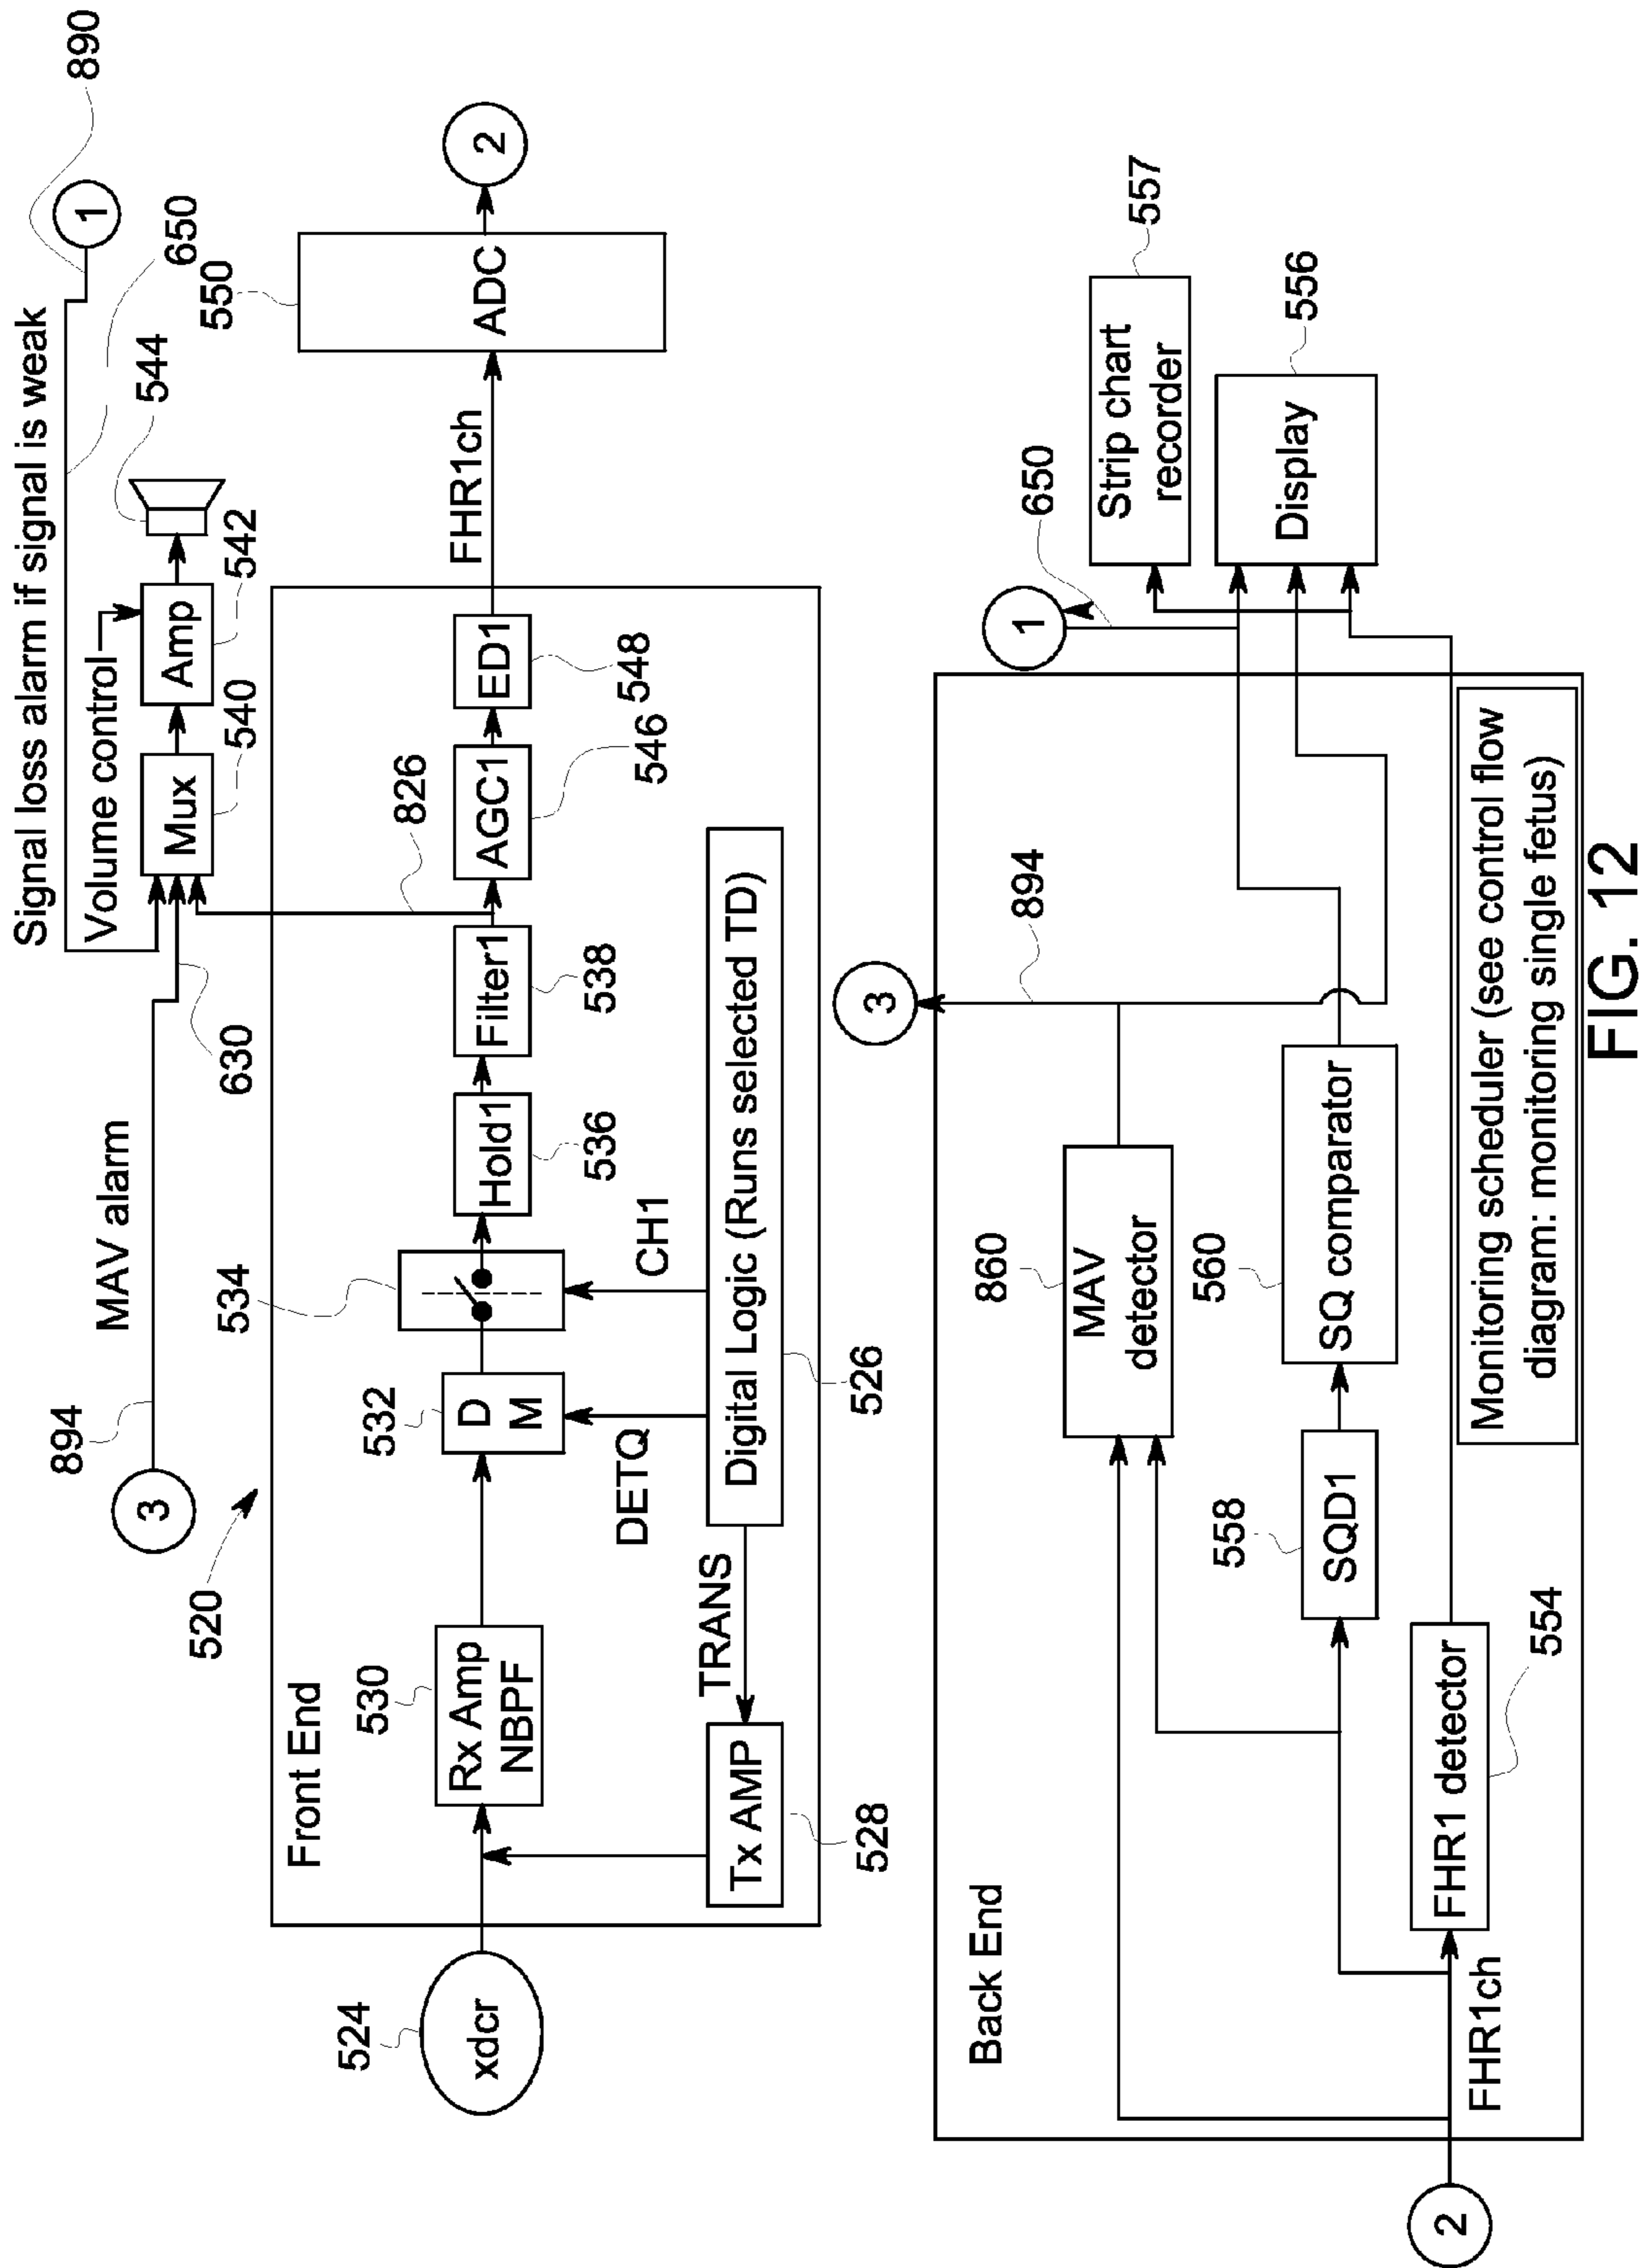 Signal loss alarm if signal is weak
890
1
650
Volume control
544
MAV alarm
894
3
630
Mux
540
Amp
542
520
Front End
524
xdcr
530
Rx Amp
NBPF
532
D
M
534
Hold1
536
Filter1
538
826
AGC1
546
ED1
548
FHR1ch
550
ADC
2
TRANS
DETQ
CH1
Tx AMP
528
Digital Logic (Runs selected TD)
526
Back End
3
894
1
650
860
MAV
detector
558
SQD1
560
SQ comparator
Strip chart
recorder
557
Display
556
2
FHR1ch
FHR1 detector
554
Monitoring scheduler (see control flow
diagram: monitoring single fetus)
FIG. 12